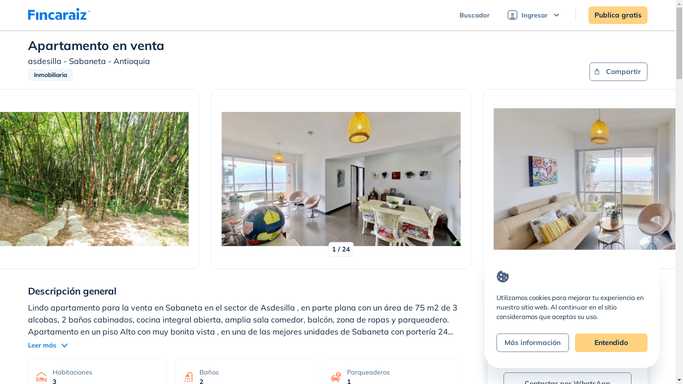 Fincaraiz
Buscador
Ingresar
Publica gratis
Apartamento en venta
asdesilla - Sabaneta - Antioquia
Inmobiliaria
Compartir
1 / 24
Descripción general
Lindo apartamento para la venta en Sabaneta en el sector de Asdesilla , en parte plana con un área de 75 m2 de 3
alcobas, 2 baños cabinados, cocina integral abierta, amplia sala comedor, balcón, zona de ropas y parqueadero.
Apartamento en un piso Alto con muy bonita vista , en una de las mejores unidades de Sabaneta con portería 24...
Leer más
Habitaciones
3
Baños
2
Parqueaderos
1
Utilizamos cookies para mejorar tu experiencia en
nuestro sitio web. Al continuar en el sitio
consideramos que aceptas su uso.
Más información
Entendido
Contactar por WhatsApp